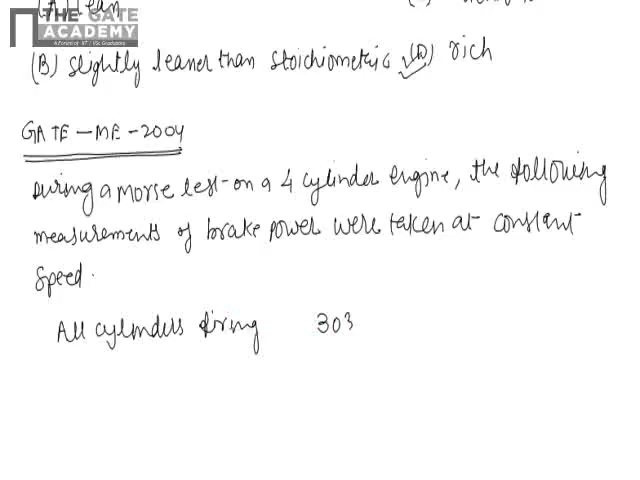 (A) Lean
THE GATE
ACADEMY
(B) slightly leaner than stoichiometric (D) rich
GATE-ME-2004
During a morse test on a 4 cylinder engine, the following
measurements of brake power were taken at constant
speed.
All cylinders firing 303